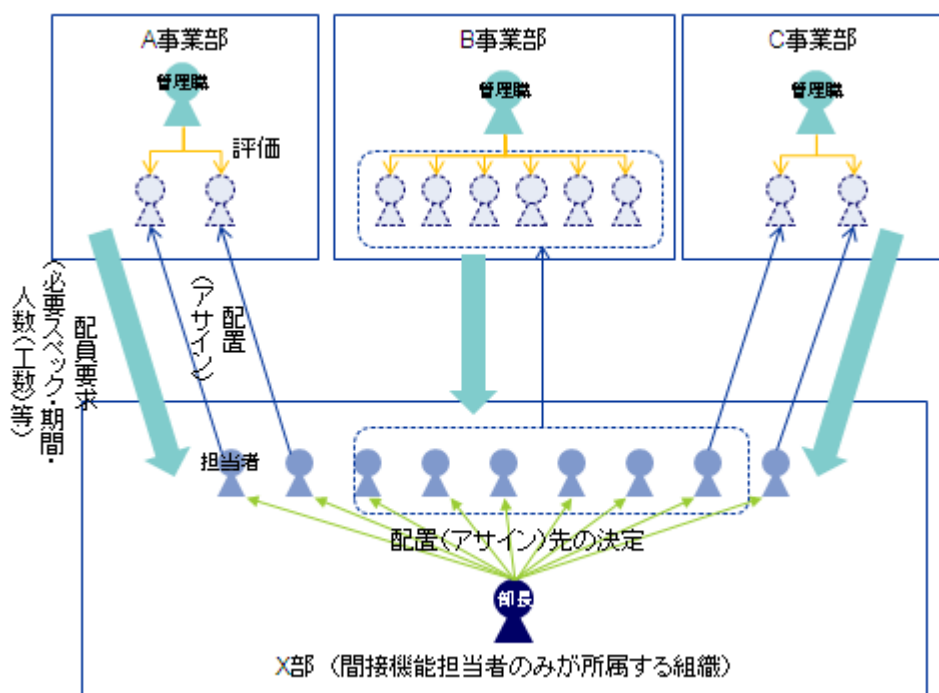 A事業部
B事業部
C事業部
管理職
管理職
管理職
評価
配置
(アサイン)
配員要求
(必要スペック・期間・
人数(工数)等)
担当者
配置(アサイン)先の決定
部長
X部 (間接機能担当者のみが所属する組織)